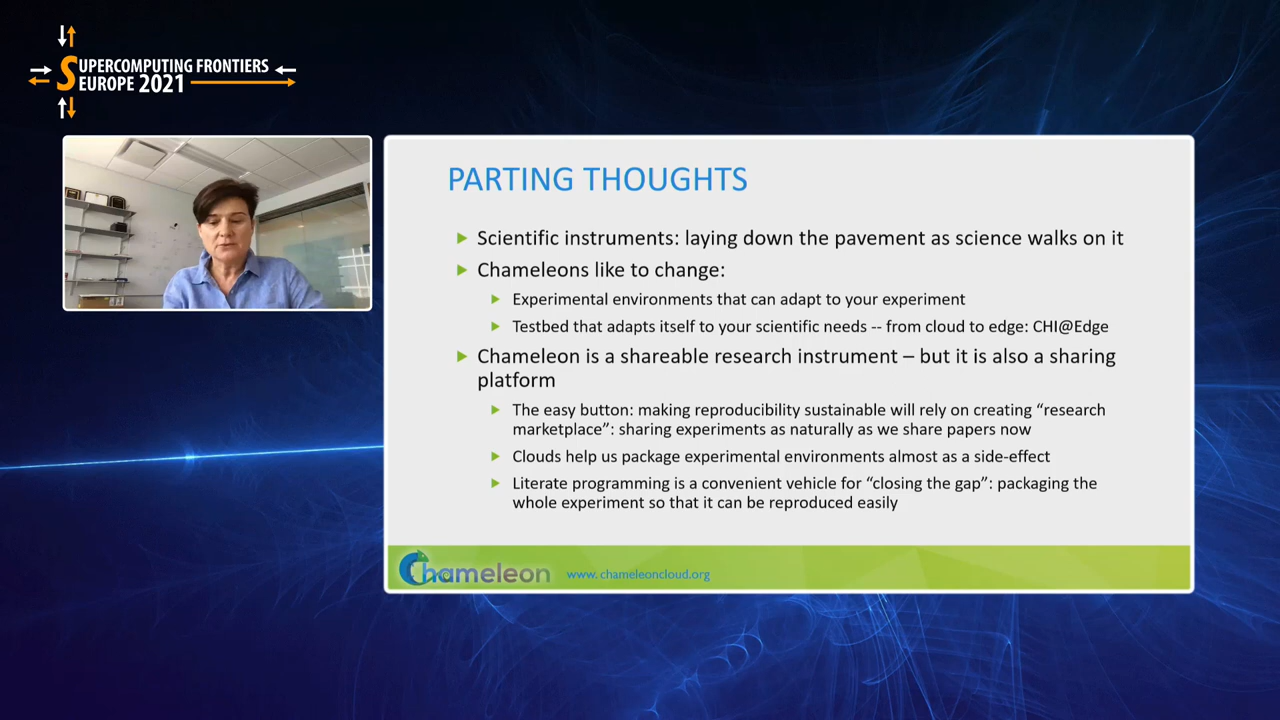 SUPERCOMPUTING FRONTIERS
EUROPE 2021
PARTING THOUGHTS
Scientific instruments: laying down the pavement as science walks on it
Chameleons like to change:
Experimental environments that can adapt to your experiment
Testbed that adapts itself to your scientific needs -- from cloud to edge: CHI@Edge
Chameleon is a shareable research instrument – but it is also a sharing
platform
The easy button: making reproducibility sustainable will rely on creating “research
marketplace”: sharing experiments as naturally as we share papers now
Clouds help us package experimental environments almost as a side-effect
Literate programming is a convenient vehicle for “closing the gap”: packaging the
whole experiment so that it can be reproduced easily
Chameleon www.chameleoncloud.org